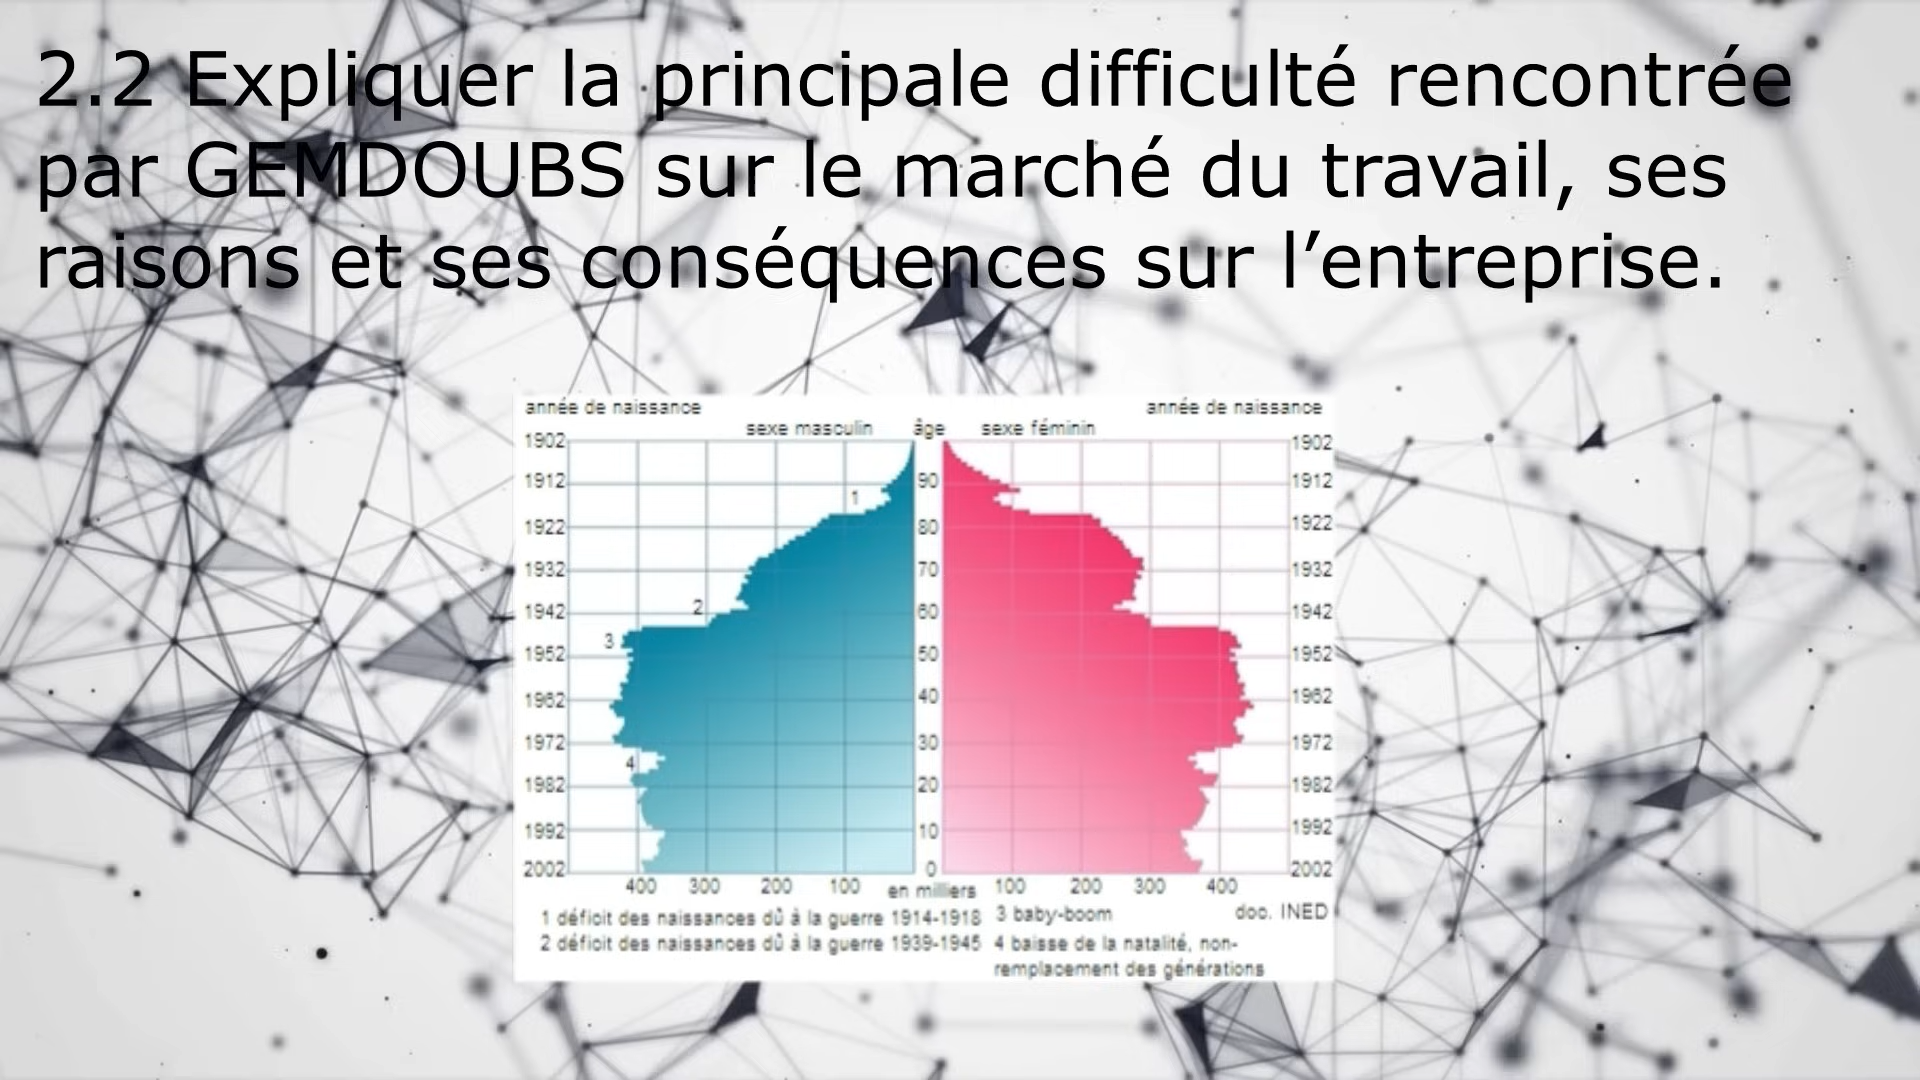 2.2 Expliquer la principale difficulté rencontrée
par GEMDOUBS sur le marché du travail, ses
raisons et ses conséquences sur l’entreprise.
année de naissance
année de naissance
sexe masculin
âge
sexe féminin
1902
1902
1912
90
1912
1
1922
80
1922
1932
70
1932
1942
2
60
1942
3
1952
50
1952
1962
40
1962
1972
30
1972
4
1982
20
1982
1992
10
1992
2002
0
2002
400 300 200 100 en milliers 100 200 300 400
1 déficit des naissances dû à la guerre 1914-1918
3 baby-boom
doc. INED
2 déficit des naissances dû à la guerre 1939-1945
4 baisse de la natalité, non-
remplacement des générations